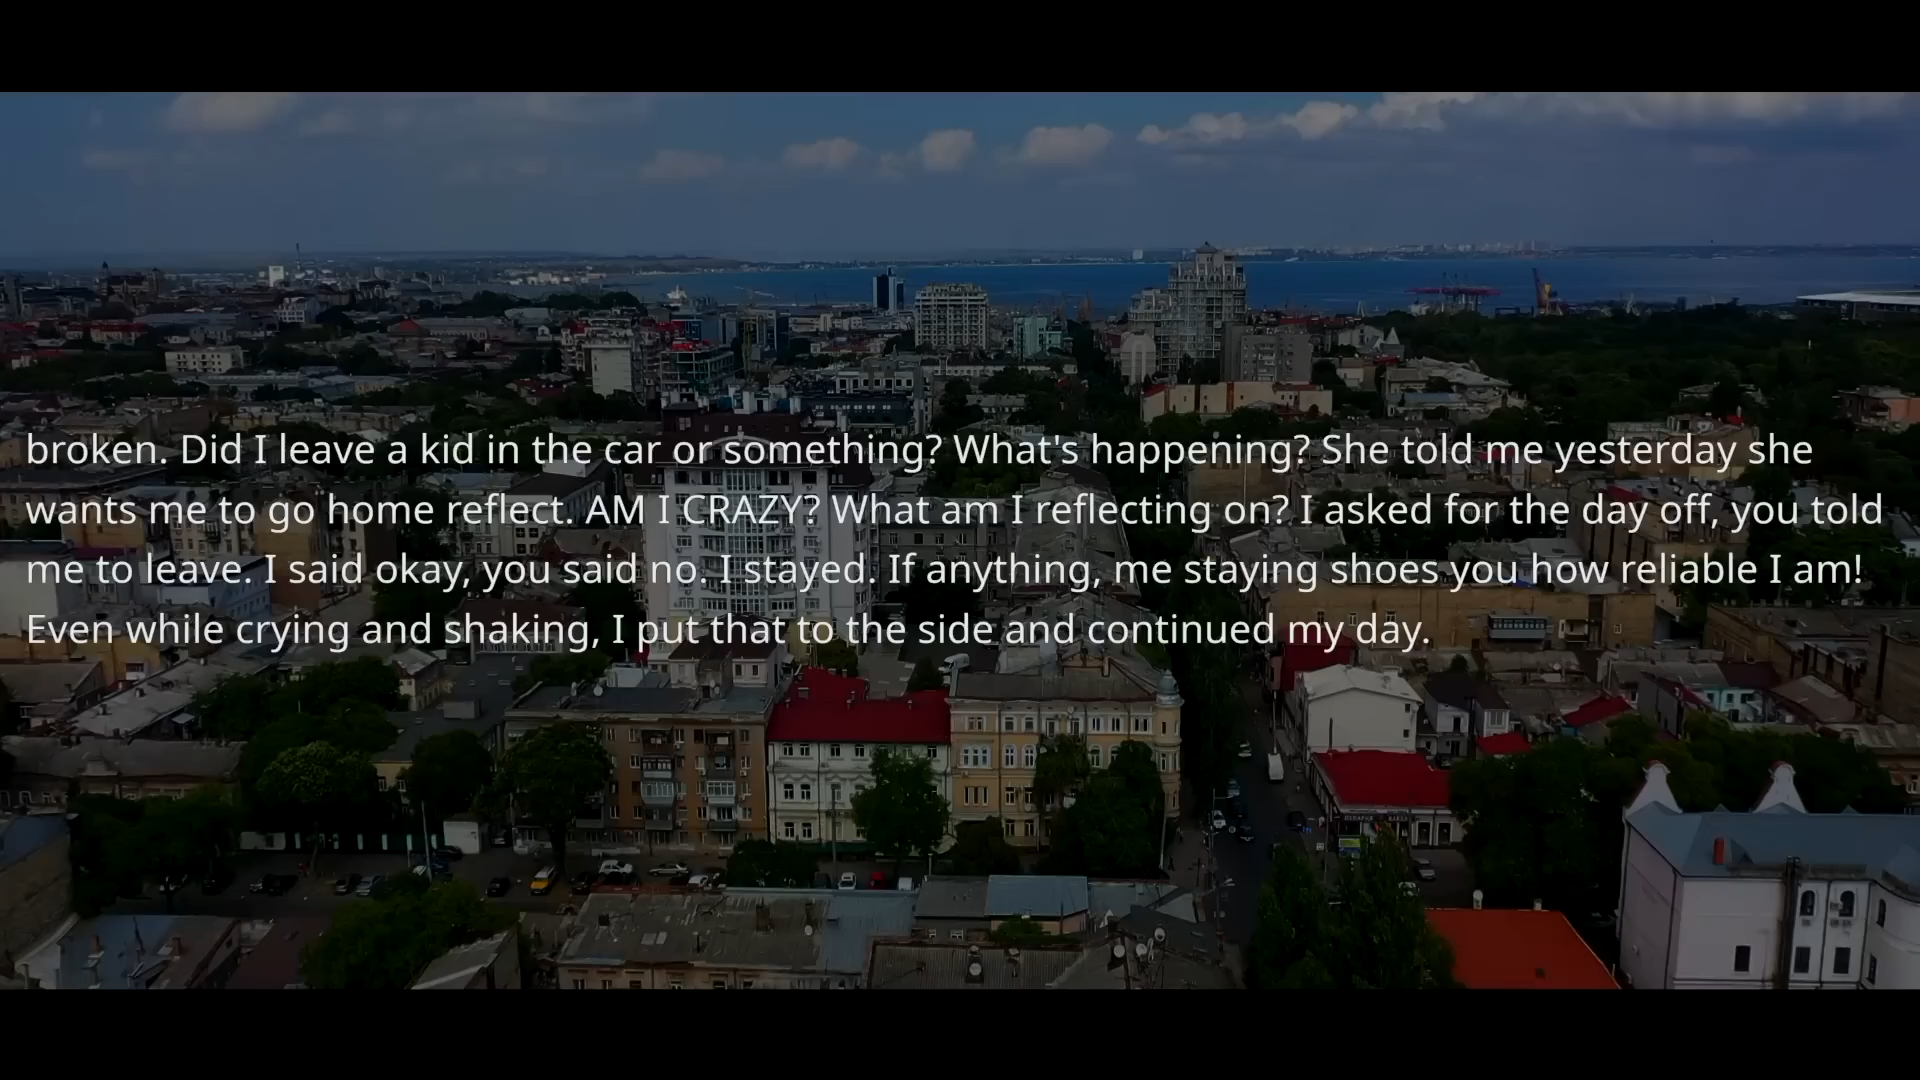 broken. Did I leave a kid in the car or something? What's happening? She told me yesterday she
wants me to go home reflect. AM I CRAZY? What am I reflecting on? I asked for the day off, you told
me to leave. I said okay, you said no. I stayed. If anything, me staying shoes you how reliable I am!
Even while crying and shaking, I put that to the side and continued my day.